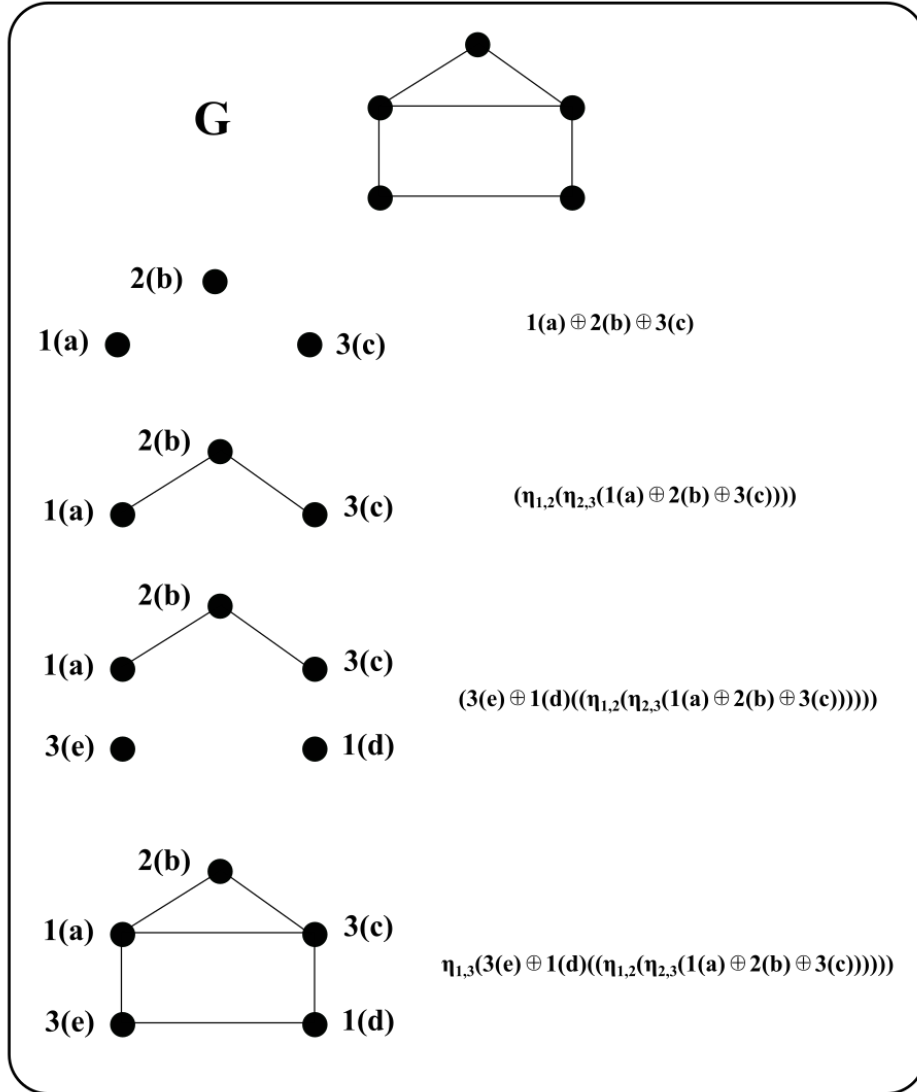 G
2(b)
1(a)
3(c)
1(a)⊕2(b)⊕3(c)
2(b)
1(a)
3(c)
(η1,2(η2,3(1(a)⊕2(b)⊕3(c))))
2(b)
1(a)
3(c)
(3(e)⊕1(d)((η1,2(η2,3(1(a)⊕2(b)⊕3(c))))))
3(e)
1(d)
2(b)
1(a)
3(c)
η1,3(3(e)⊕1(d)((η1,2(η2,3(1(a)⊕2(b)⊕3(c))))))
3(e)
1(d)